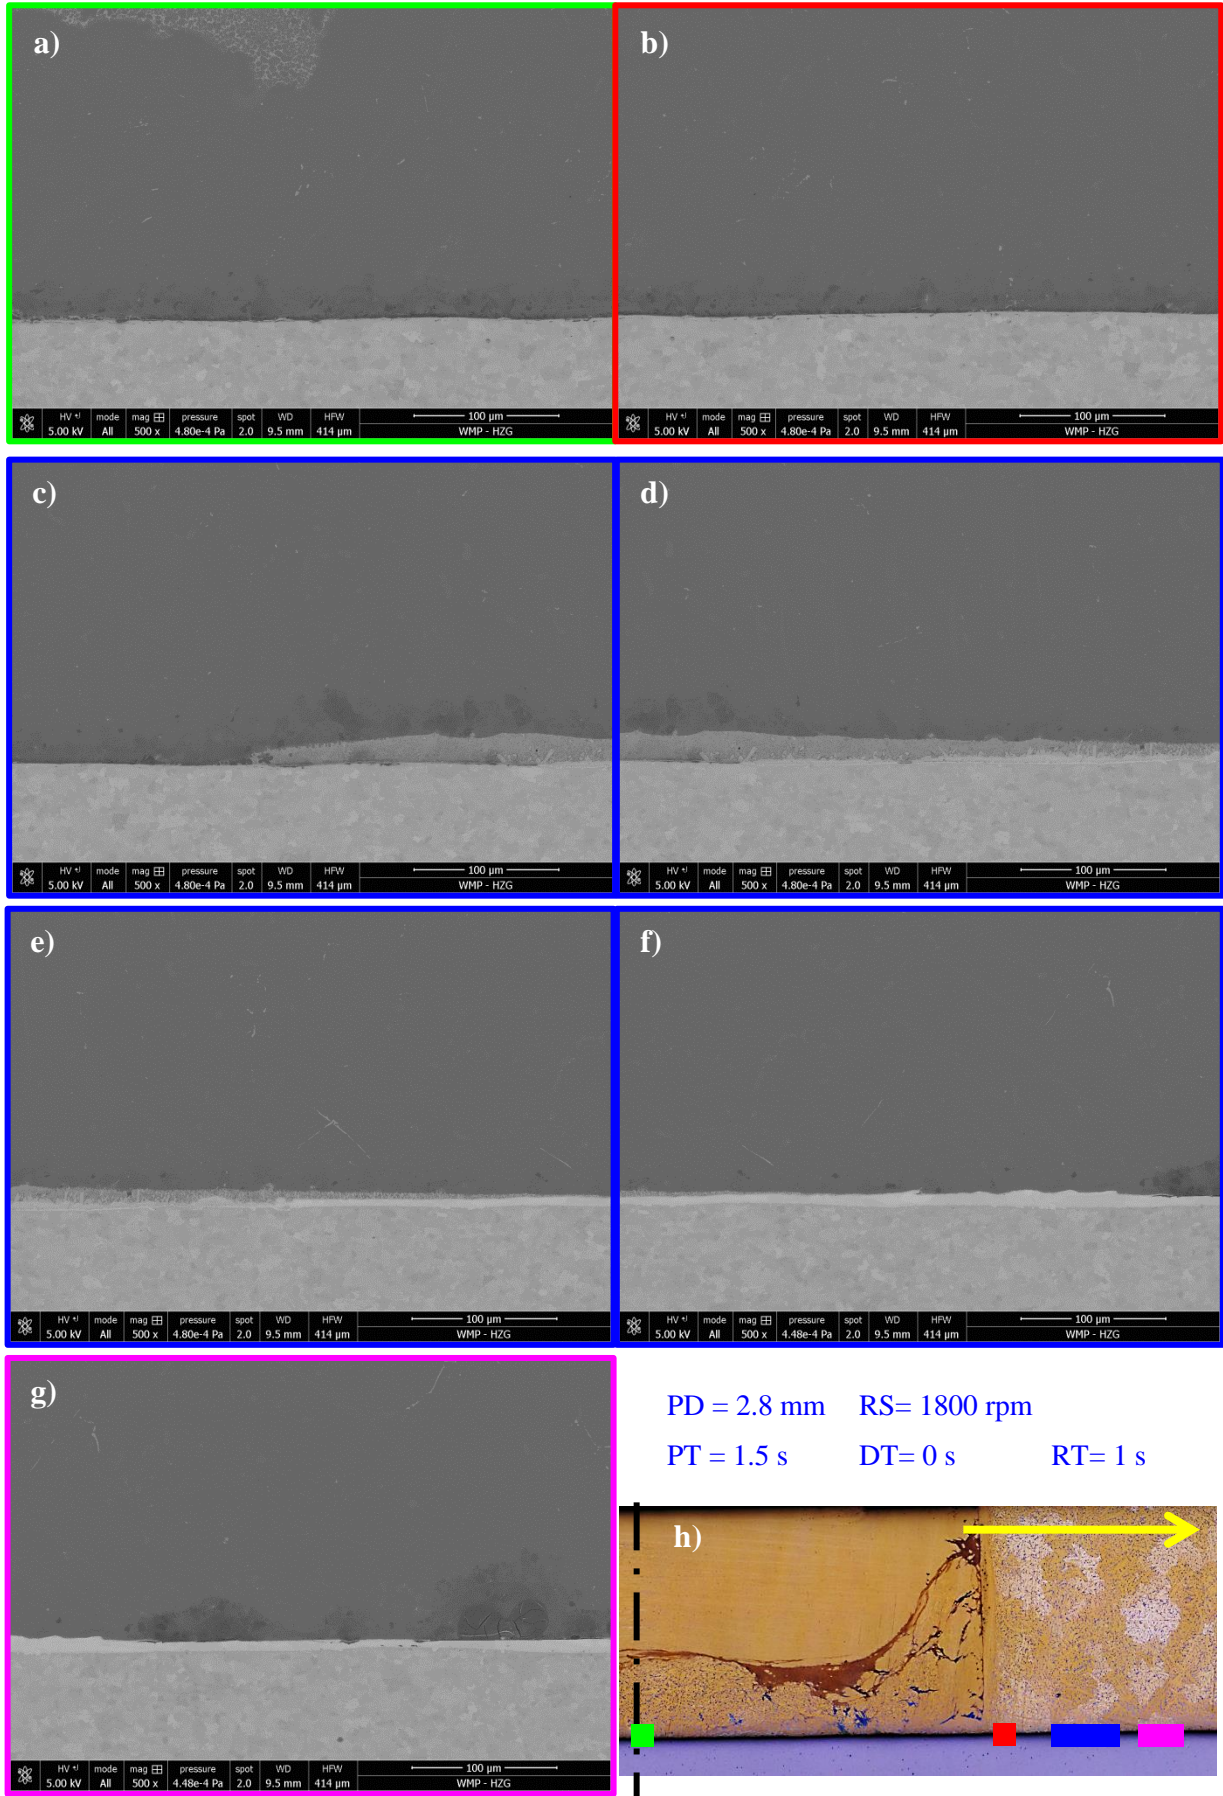 a)
HV mode mag pressure spot WD HFW 100 µm
5.00 kV All 500 x 4.80e-4 Pa 2.0 9.5 mm 414 µm WMP - HZG
b)
HV mode mag pressure spot WD HFW 100 µm
5.00 kV All 500 x 4.80e-4 Pa 2.0 9.5 mm 414 µm WMP - HZG
c)
HV mode mag pressure spot WD HFW 100 µm
5.00 kV All 500 x 4.80e-4 Pa 2.0 9.5 mm 414 µm WMP - HZG
d)
HV mode mag pressure spot WD HFW 100 µm
5.00 kV All 500 x 4.80e-4 Pa 2.0 9.5 mm 414 µm WMP - HZG
e)
HV mode mag pressure spot WD HFW 100 µm
5.00 kV All 500 x 4.80e-4 Pa 2.0 9.5 mm 414 µm WMP - HZG
f)
HV mode mag pressure spot WD HFW 100 µm
5.00 kV All 500 x 4.48e-4 Pa 2.0 9.5 mm 414 µm WMP - HZG
g)
HV mode mag pressure spot WD HFW 100 µm
5.00 kV All 500 x 4.48e-4 Pa 2.0 9.5 mm 414 µm WMP - HZG
PD = 2.8 mm RS= 1800 rpm
PT = 1.5 s DT= 0 s RT= 1 s
h)